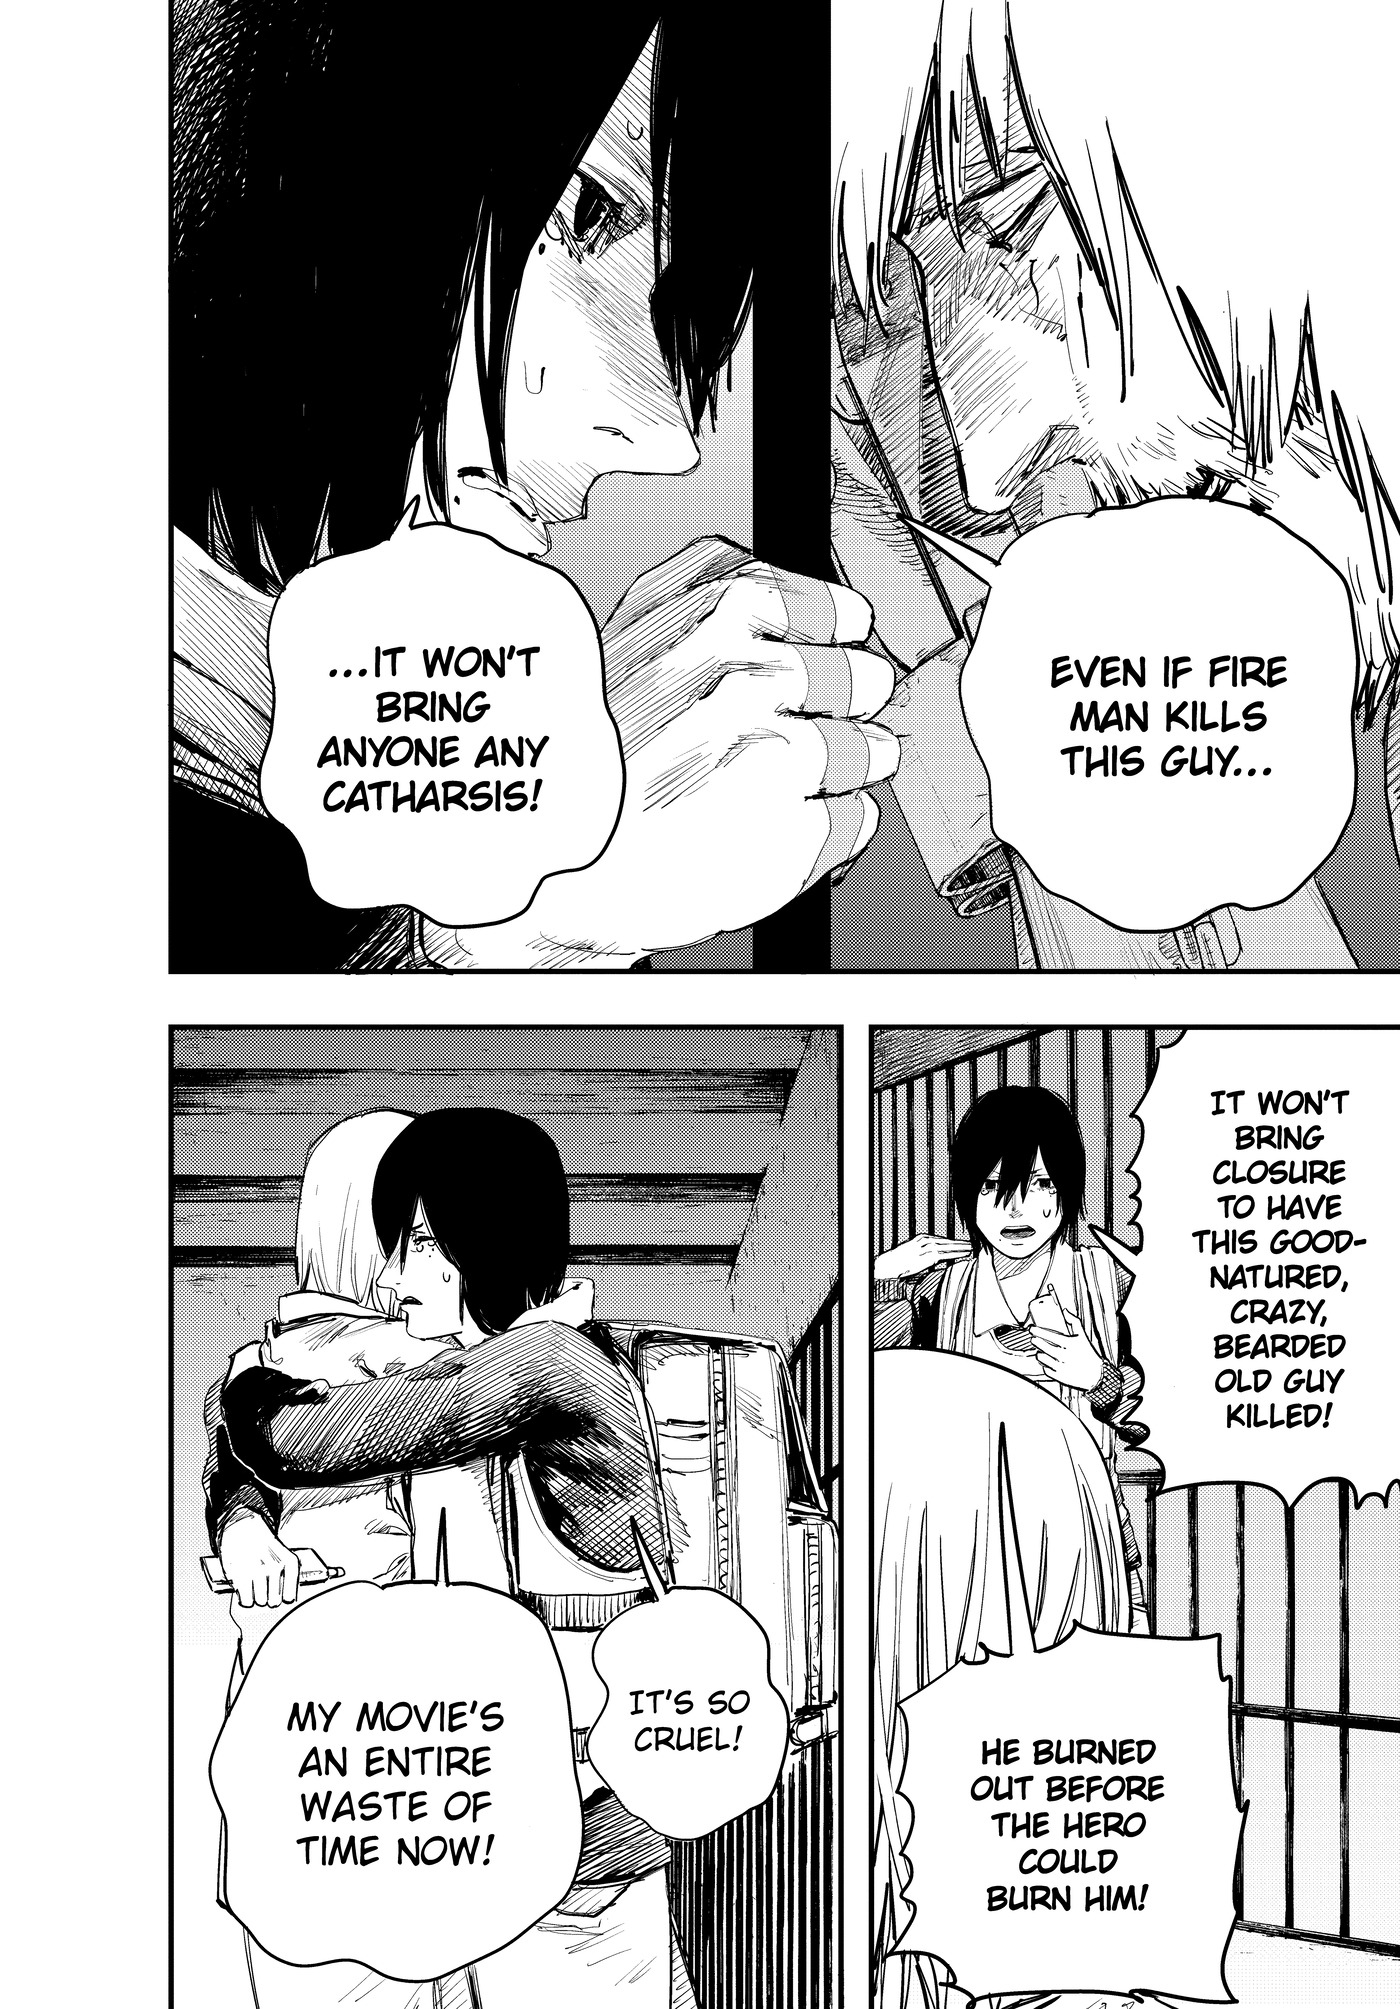 EVEN IF FIRE
MAN KILLS
THIS GUY...
...IT WON'T
BRING
ANYONE ANY
CATHARSIS!
IT WON'T
BRING
CLOSURE
TO HAVE
THIS GOOD-
NATURED,
CRAZY,
BEARDED
OLD GUY
KILLED!
HE BURNED
OUT BEFORE
THE HERO
COULD
BURN HIM!
IT'S SO
CRUEL!
MY MOVIE'S
AN ENTIRE
WASTE OF
TIME NOW!